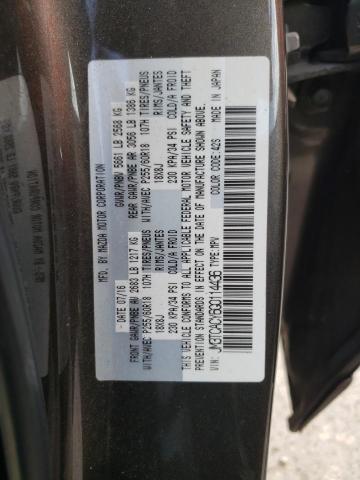 MFD. BY MAZDA MOTOR CORPORATION
- DATE 07/16 GVWR/PNBV 5661 LB 2568 KG
FRONT GAWR/PNBE AV 2683 LB 1217 KG REAR GAWR/PNBE AR 3056 LB 1386 KG
WITH/AVEC P255/60R18 107H TIRES/PNEUS WITH/AVEC P255/60R18 107H TIRES/PNEUS
18X8J RIMS/JANTES 18X8J RIMS/JANTES
230 KPA/34 PSI COLD/A FROID 230 KPA/34 PSI COLD/A FROID
THIS VEHICLE CONFORMS TO ALL APPLICABLE FEDERAL MOTOR VEHICLE SAFETY, BUMPER, AND THEFT
PREVENTION STANDARDS IN EFFECT ON THE DATE OF MANUFACTURE SHOWN ABOVE.
VIN: TYPE: MPV COLOR CODE: 42S MADE IN JAPAN